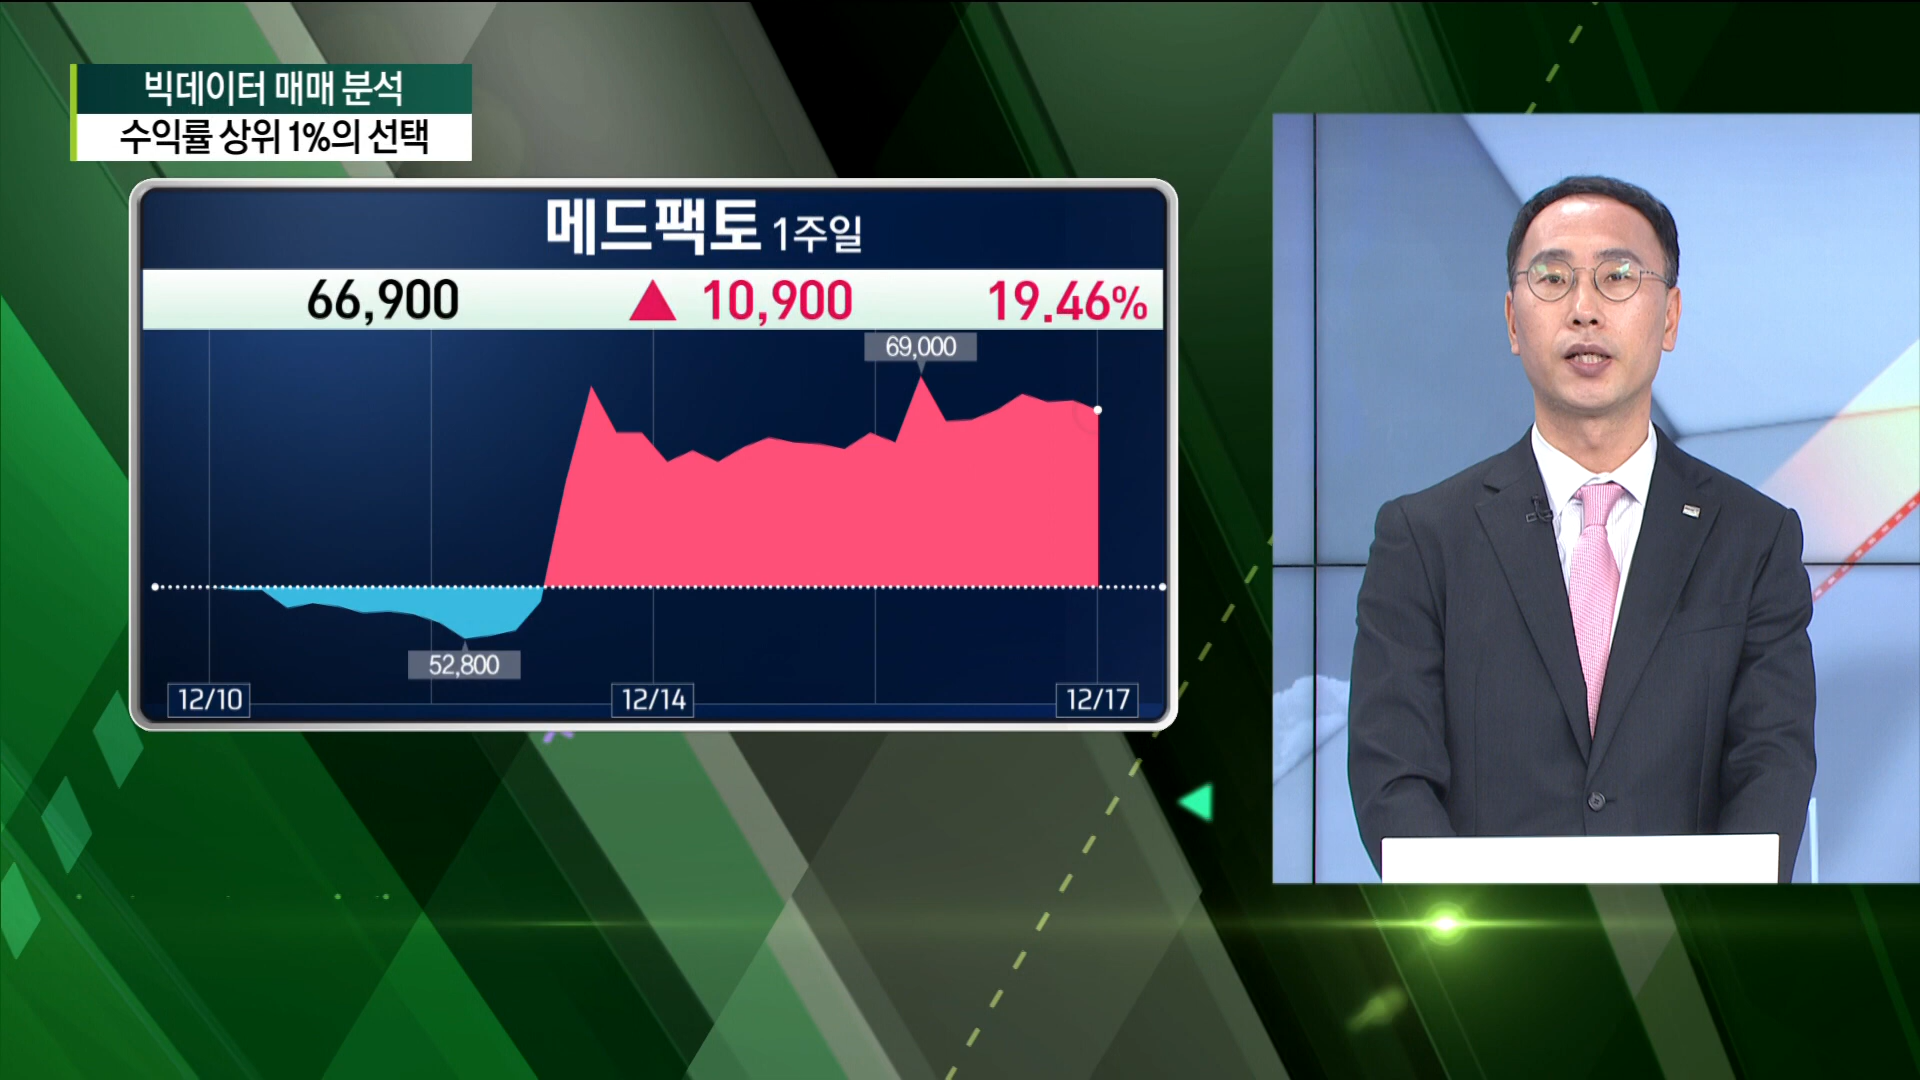 빅데이터 매매 분석
수익률 상위 1%의 선택
메드팩토 1주일
66,900 ▲ 10,900 19.46%
69,000
52,800
12/10 12/14 12/17